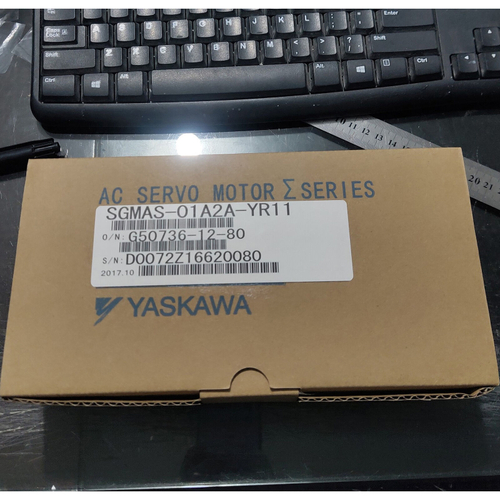 AC SERVO MOTOR Σ SERIES
SGMAS-01A2A-YR11
O/N: G50736-12-80
S/N: D0072Z16620080
2017.10
YASKAWA